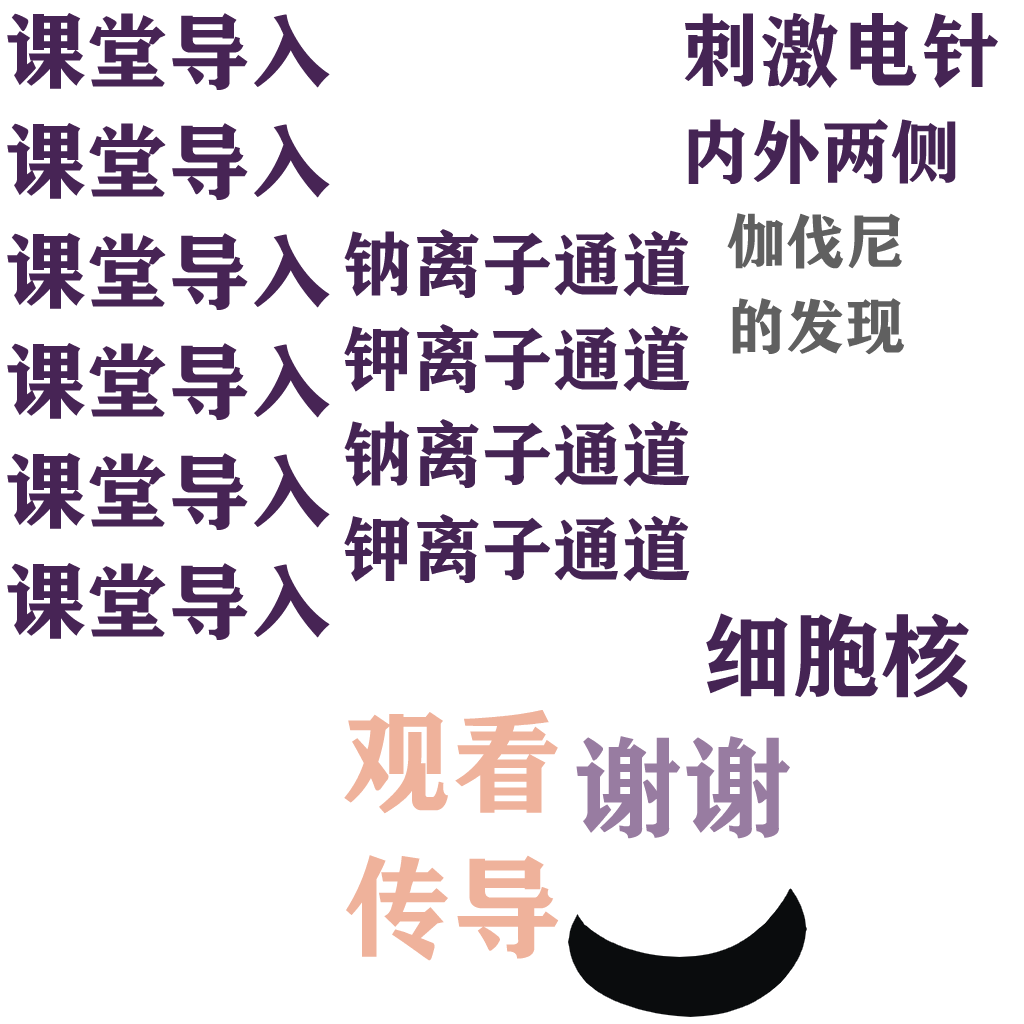 课堂导入
课堂导入
课堂导入
课堂导入
课堂导入
课堂导入
钠离子通道
钾离子通道
钠离子通道
钾离子通道
刺激电针
内外两侧
伽伐尼
的发现
细胞核
观看
传导
谢谢